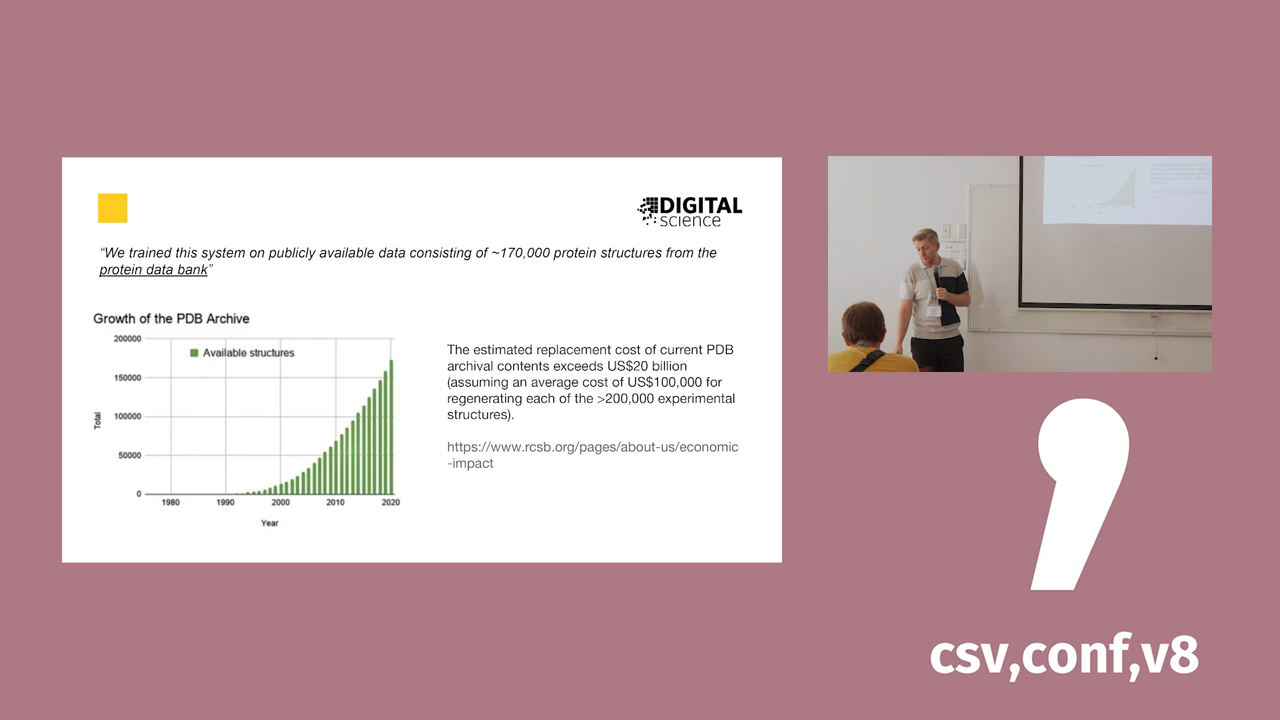 DIGITAL
science
“We trained this system on publicly available data consisting of ~170,000 protein structures from the
protein data bank”
Growth of the PDB Archive
200000
Available structures
150000
100000
50000
0
Total
1980
1990
2000
2010
2020
Year
The estimated replacement cost of current PDB
archival contents exceeds US$20 billion
(assuming an average cost of US$100,000 for
regenerating each of the >200,000 experimental
structures).
https://www.rcsb.org/pages/about-us/economic
-impact
csv,conf,v8